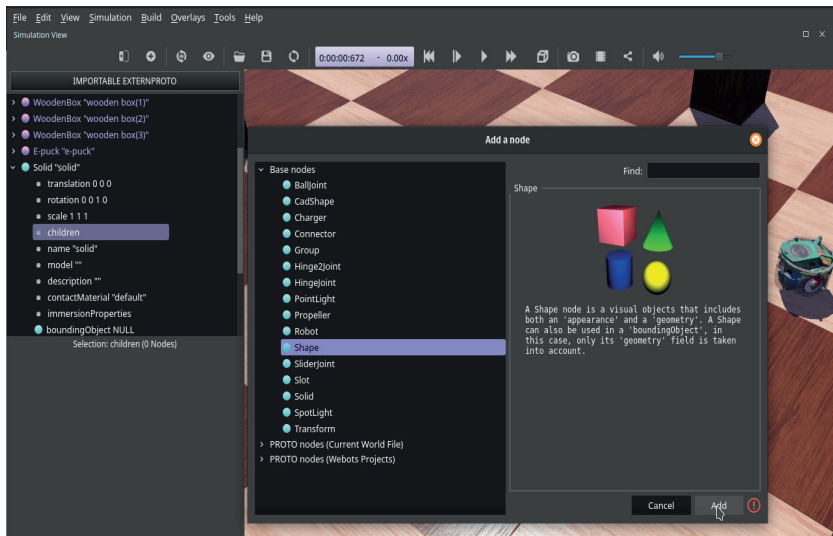 File Edit View Simulation Build Overlays Tools Help
Simulation View
0:00:00:672 - 0.00x
IMPORTABLE EXTERNPROTO
WoodenBox "wooden box(1)"
WoodenBox "wooden box(2)"
WoodenBox "wooden box(3)"
E-puck "e-puck"
Solid "solid"
translation 0 0 0
rotation 0 0 1 0
scale 1 1 1
children
name "solid"
model ""
description ""
contactMaterial "default"
immersionProperties
boundingObject NULL
Selection: children (0 Nodes)
Add a node
Base nodes
BallJoint
CadShape
Charger
Connector
Group
Hinge2Joint
HingeJoint
PointLight
Propeller
Robot
Shape
SliderJoint
Slot
Solid
SpotLight
Transform
PROTO nodes (Current World File)
PROTO nodes (Webots Projects)
Find:
Shape
A Shape node is a visual objects that includes
both an 'appearance' and a 'geometry'. A Shape
can also be used in a 'boundingObject', in
this case, only its 'geometry' field is taken
into account.
Cancel Add